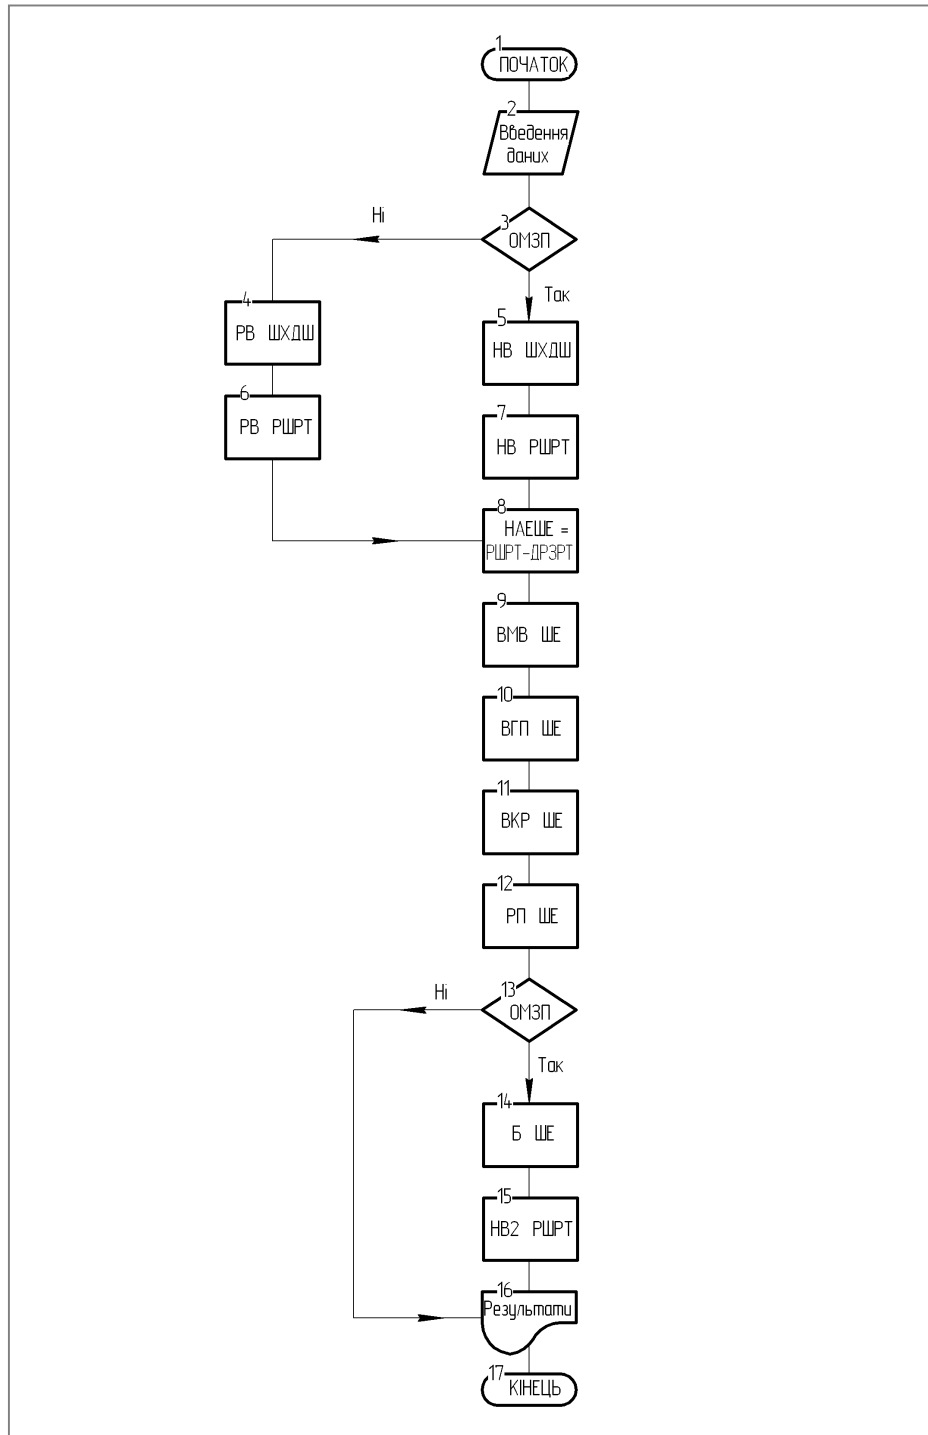 1
ПОЧАТОК
2
Введення
даних
3
ОМЗП
Ні
Так
4
РВ ШХДШ
5
НВ ШХДШ
6
РВ РШРТ
7
НВ РШРТ
8
НАЕШЕ =
РШРТ-ДРЗРТ
9
ВМВ ШЕ
10
ВГП ШЕ
11
ВКР ШЕ
12
РП ШЕ
13
ОМЗП
Ні
Так
14
Б ШЕ
15
НВ2 РШРТ
16
Результати
17
КІНЕЦЬ